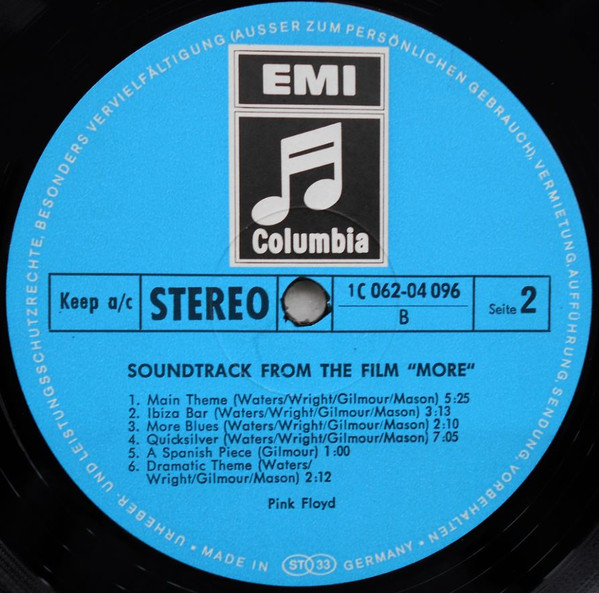 EMI
Columbia
Keep a/c
STEREO
1C 062-04 096
B
Seite 2
SOUNDTRACK FROM THE FILM “MORE“
1. Main Theme (Waters/Wright/Gilmour/Mason) 5:25
2. Ibiza Bar (Waters/Wright/Gilmour/Mason) 3:13
3. More Blues (Waters/Wright/Gilmour/Mason) 2:10
4. Quicksilver (Waters/Wright/Gilmour/Mason) 7:05
5. A Spanish Piece (Gilmour) 1:00
6. Dramatic Theme (Waters/
Wright/Gilmour/Mason) 2:12
Pink Floyd
URHEBER- UND LEISTUNGSSCHUTZRECHTE, BESONDERS VERVIELFÄLTIGUNG (AUSSER ZUM PERSÖNLICHEN GEBRAUCH), VERMIETUNG, AUFFÜHRUNG, SENDUNG, VORBEHALTEN •
MADE IN ST 33 GERMANY •